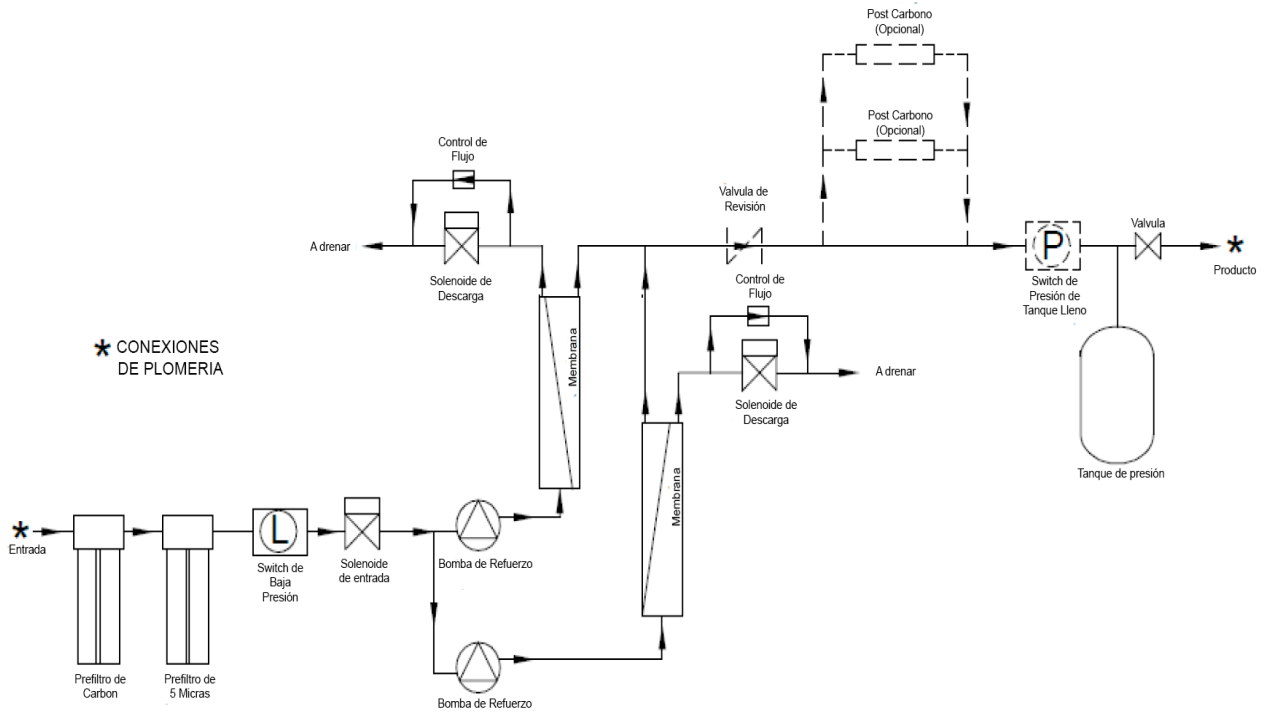 Post Carbono
(Opcional)
Post Carbono
(Opcional)
Control de
Flujo
Valvula de
Revisión
Valvula
A drenar
P
*
Solenoide de
Descarga
Control de
Flujo
Switch de
Presión de
Tanque Lleno
Producto
* CONEXIONES
DE PLOMERIA
Membrana
A drenar
Solenoide de
Descarga
Membrana
Tanque de presión
*
Entrada
L
Switch de
Baja
Presión
Solenoide
de entrada
Bomba de Refuerzo
Prefiltro de
Carbon
Prefiltro de
5 Micras
Bomba de Refuerzo